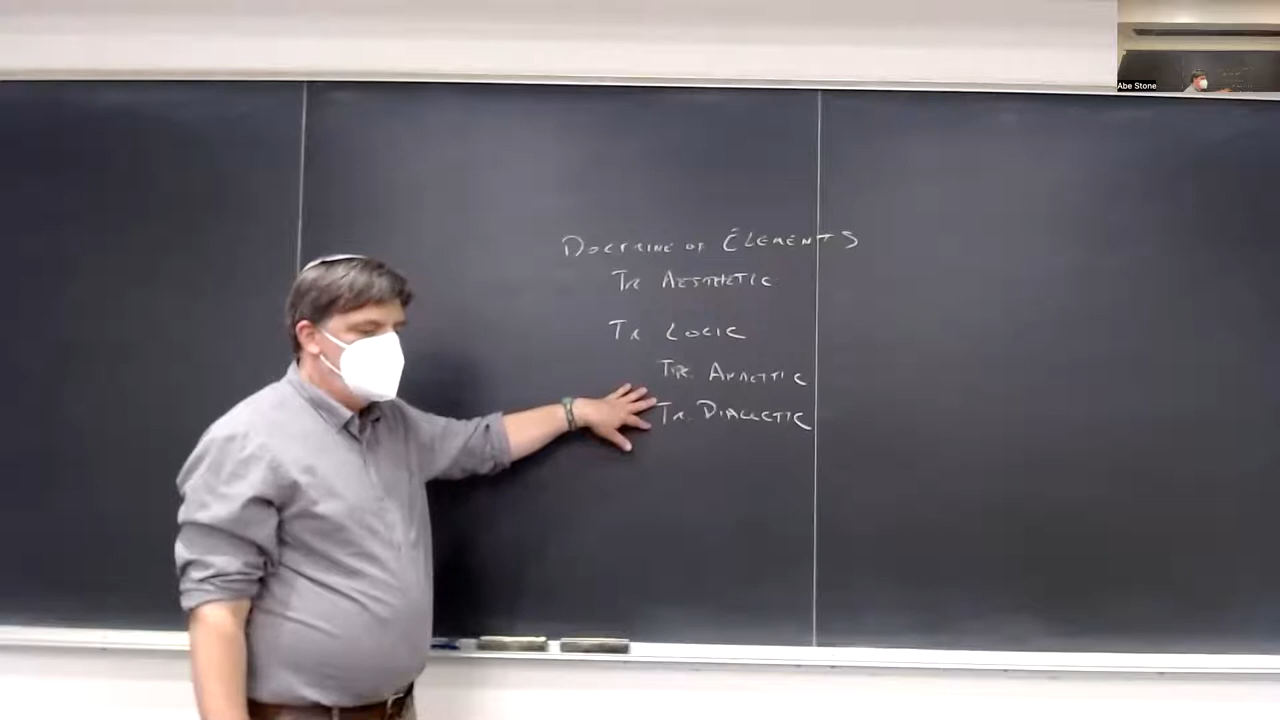 Abe Stone
DOCTRINE OF ELEMENTS
TR AESTHETIC
TR LOGIC
TR. ANALYTIC
TR. DIALECTIC